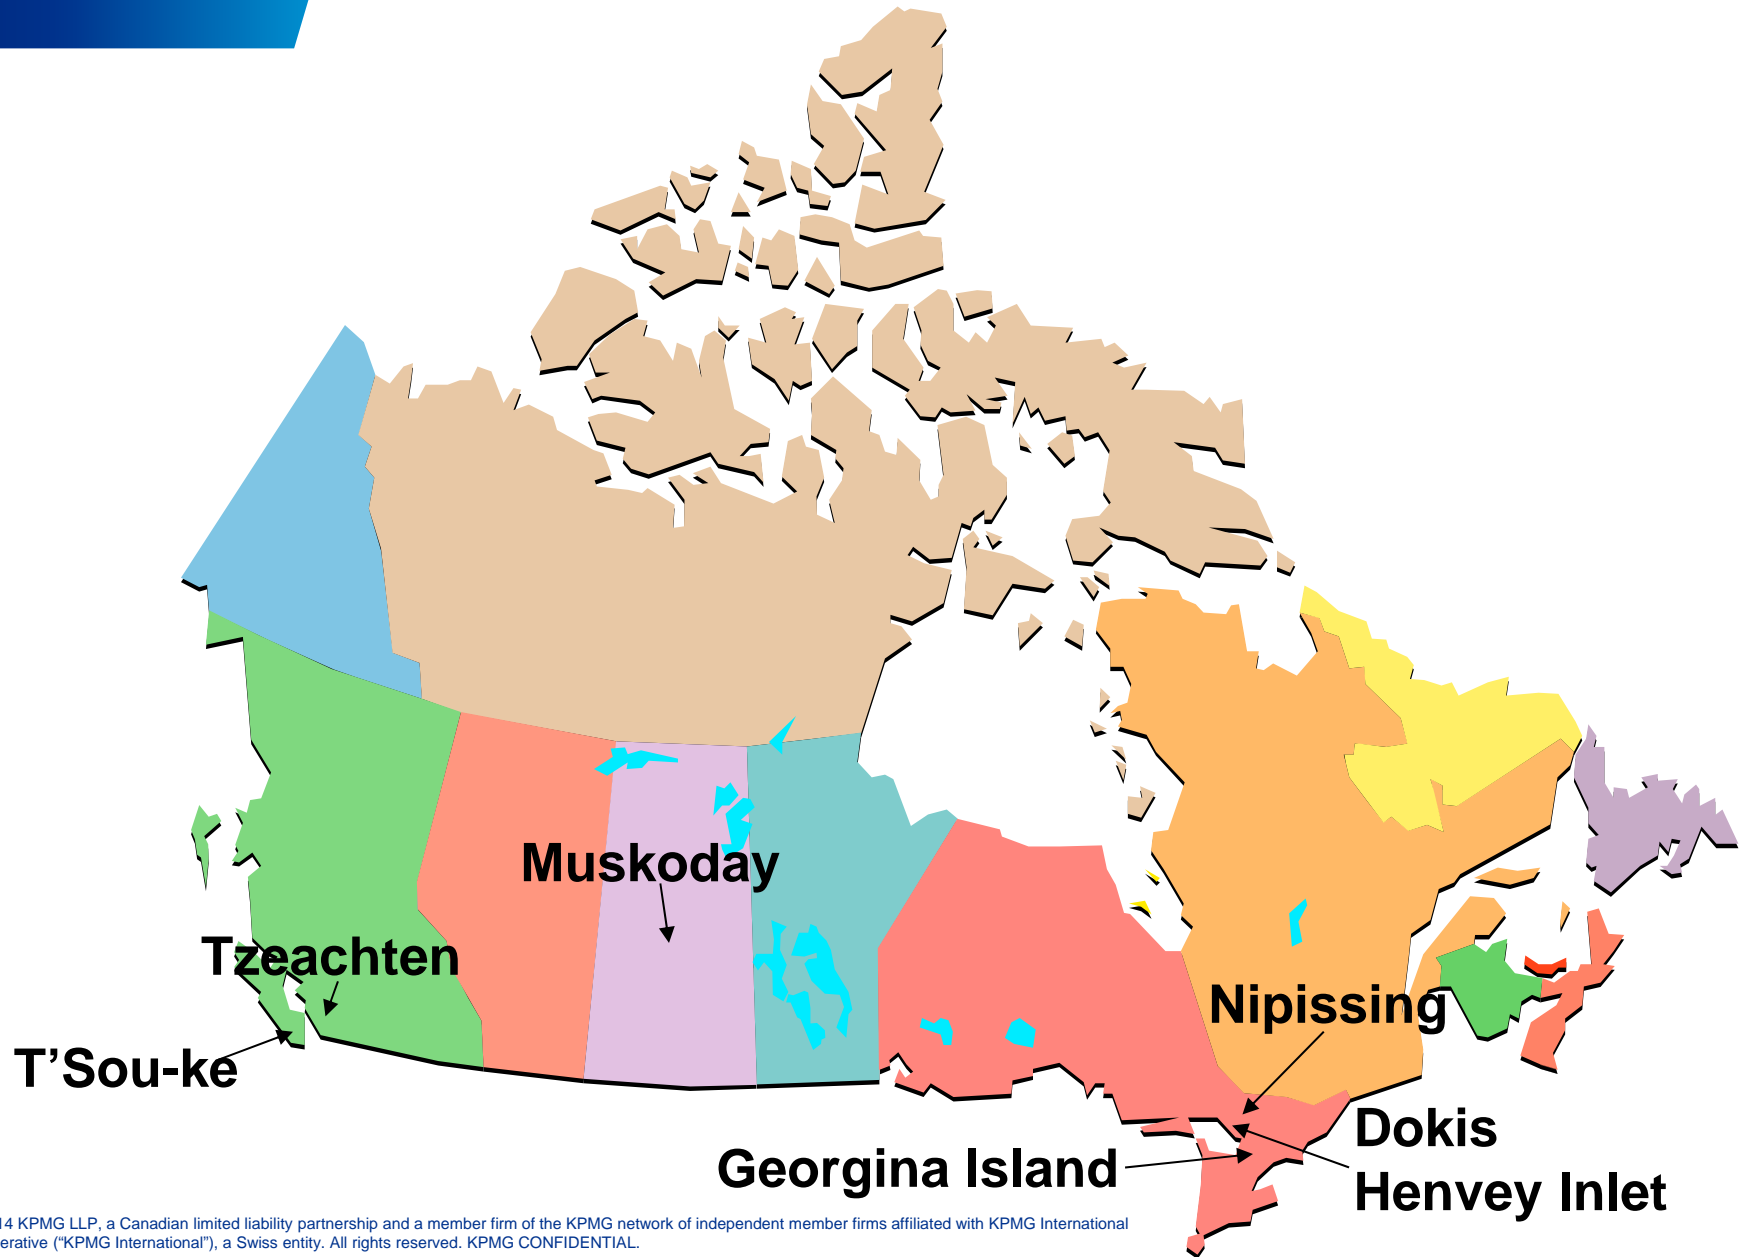 Muskoday
Tzeachten
Nipissing
T’Sou-ke
Dokis
Georgina Island
Henvey Inlet
14 KPMG LLP, a Canadian limited liability partnership and a member firm of the KPMG network of independent member firms affiliated with KPMG International
erative (“KPMG International”), a Swiss entity. All rights reserved. KPMG CONFIDENTIAL.